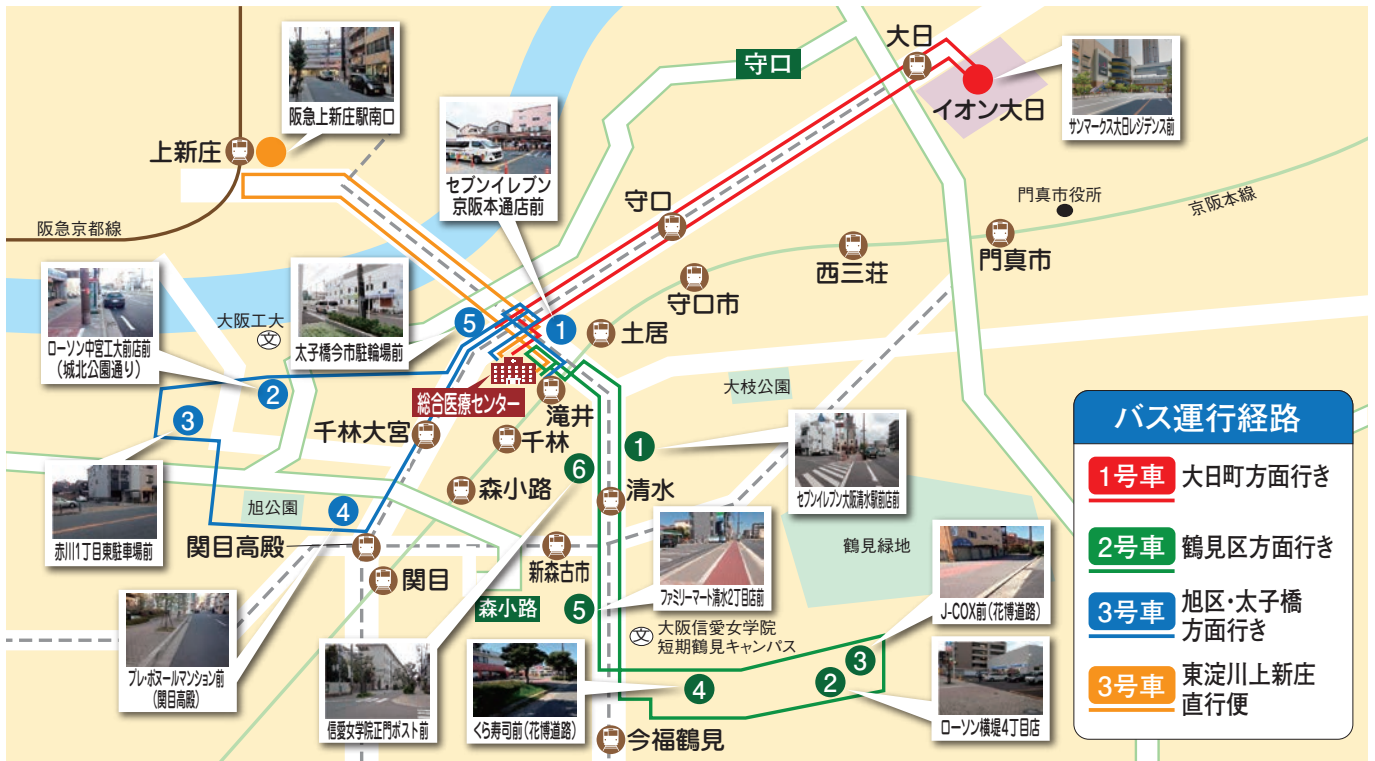 阪急上新庄駅南口
上新庄
阪急京都線
セブンイレブン
京阪本通店前
守口
大日
イオン大日
サンマークス大日レジデンス前
守口
門真市役所
京阪本線
門真市
西三荘
守口市
土居
大阪工大
文
ローソン中宮工大前店前
(城北公園通り)
太子橋今市駐輪場前
5
1
総合医療センター
滝井
大枝公園
2
3
千林大宮
千林
1
6
森小路
清水
セブンイレブン大阪清水駅前店前
旭公園
4
赤川1丁目東駐車場前
関目高殿
関目
新森古市
森小路
ファミリーマート清水2丁目店前
鶴見緑地
J-COX前(花博道路)
5
文
大阪信愛女学院
短期鶴見キャンパス
プレ・ボヌールマンション前
(関目高殿)
信愛女学院正門ポスト前
くら寿司前(花博道路)
4
2
3
ローソン横堤4丁目店
今福鶴見
バス運行経路
1号車 大日町方面行き
2号車 鶴見区方面行き
3号車 旭区・太子橋
方面行き
3号車 東淀川上新庄
直行便